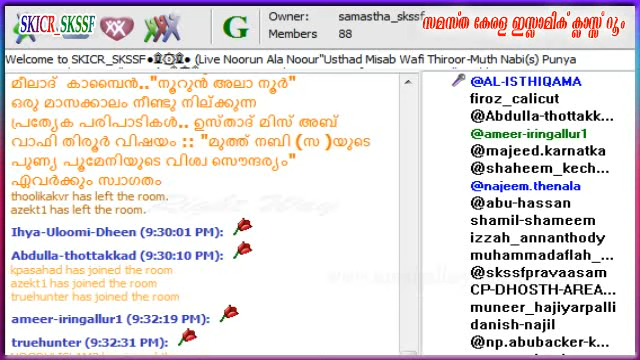 SKICR_SKSSF
G
Owner: samastha_skssf
Members 88
സമസ്ത കേരള ഇസ്ലാമിക് ക്ലാസ്സ് റൂം
Welcome to SKICR_SKSSF (Live Noorun Ala Noour"Usthad Misab Wafi Thiroor-Muth Nabi(s) Punya
മീലാദ് കാമ്പൈൻ.."നൂറുൻ അലാ നൂർ"
ഒരു മാസക്കാലം നീണ്ടു നില്ക്കുന്ന
പ്രത്യേക പരിപാടികൾ.. ഉസ്താദ് മിസ് അബ്
വാഫി തിരൂർ വിഷയം :: "മുത്ത് നബി (സ )യുടെ
പുണ്യ പൂമേനിയുടെ വിശ്വ സൌന്ദര്യം"
ഏവർക്കും സ്വാഗതം
thoolikakvr has left the room.
azekt1 has left the room.
Ihya-Uloomi-Dheen (9:30:01 PM):
Abdulla-thottakkad (9:30:10 PM):
kpasahad has joined the room
azekt1 has joined the room
truehunter has joined the room
ameer-iringallur1 (9:32:19 PM):
truehunter (9:32:31 PM):
@AL-ISTHIQAMA
firoz_calicut
@Abdulla-thottakk...
@ameer-iringallur1
@majeed.karnatka
@shaheem_kech...
@najeem.thenala
@abu-hassan
shamil-shameem
izzah_annanthody
muhammadaflah_...
@skssfpravaasam
CP-DHOSTH-AREA...
muneer_hajiyarpalli
danish-najil
@np.abubacker-k...